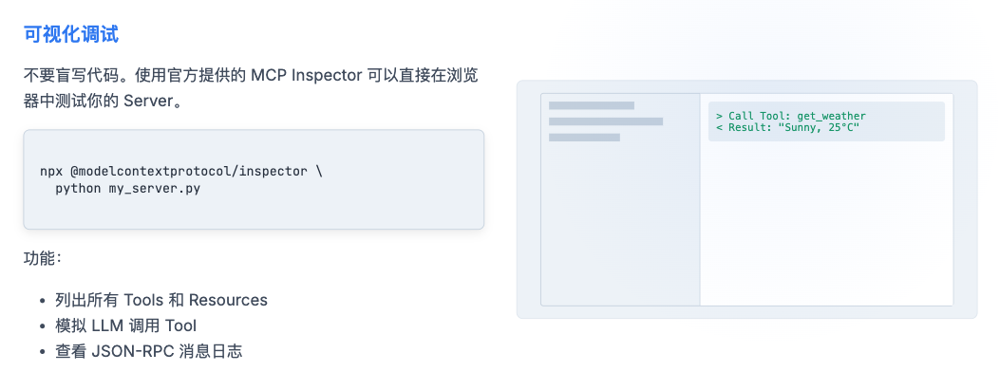 可视化调试
不要盲写代码。使用官方提供的 MCP Inspector 可以直接在浏览
器中测试你的 Server。
npx @modelcontextprotocol/inspector \
  python my_server.py
功能：
• 列出所有 Tools 和 Resources
• 模拟 LLM 调用 Tool
• 查看 JSON-RPC 消息日志
> Call Tool: get_weather
< Result: "Sunny, 25°C"